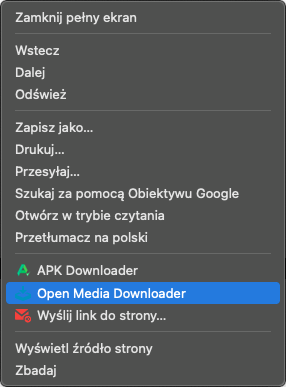 Zamknij pełny ekran
Wstecz
Dalej
Odśwież
Zapisz jako...
Drukuj...
Przesyłaj...
Szukaj za pomocą Obiektywu Google
Otwórz w trybie czytania
Przetłumacz na polski
APK Downloader
Open Media Downloader
Wyślij link do strony...
Wyświetl źródło strony
Zbadaj